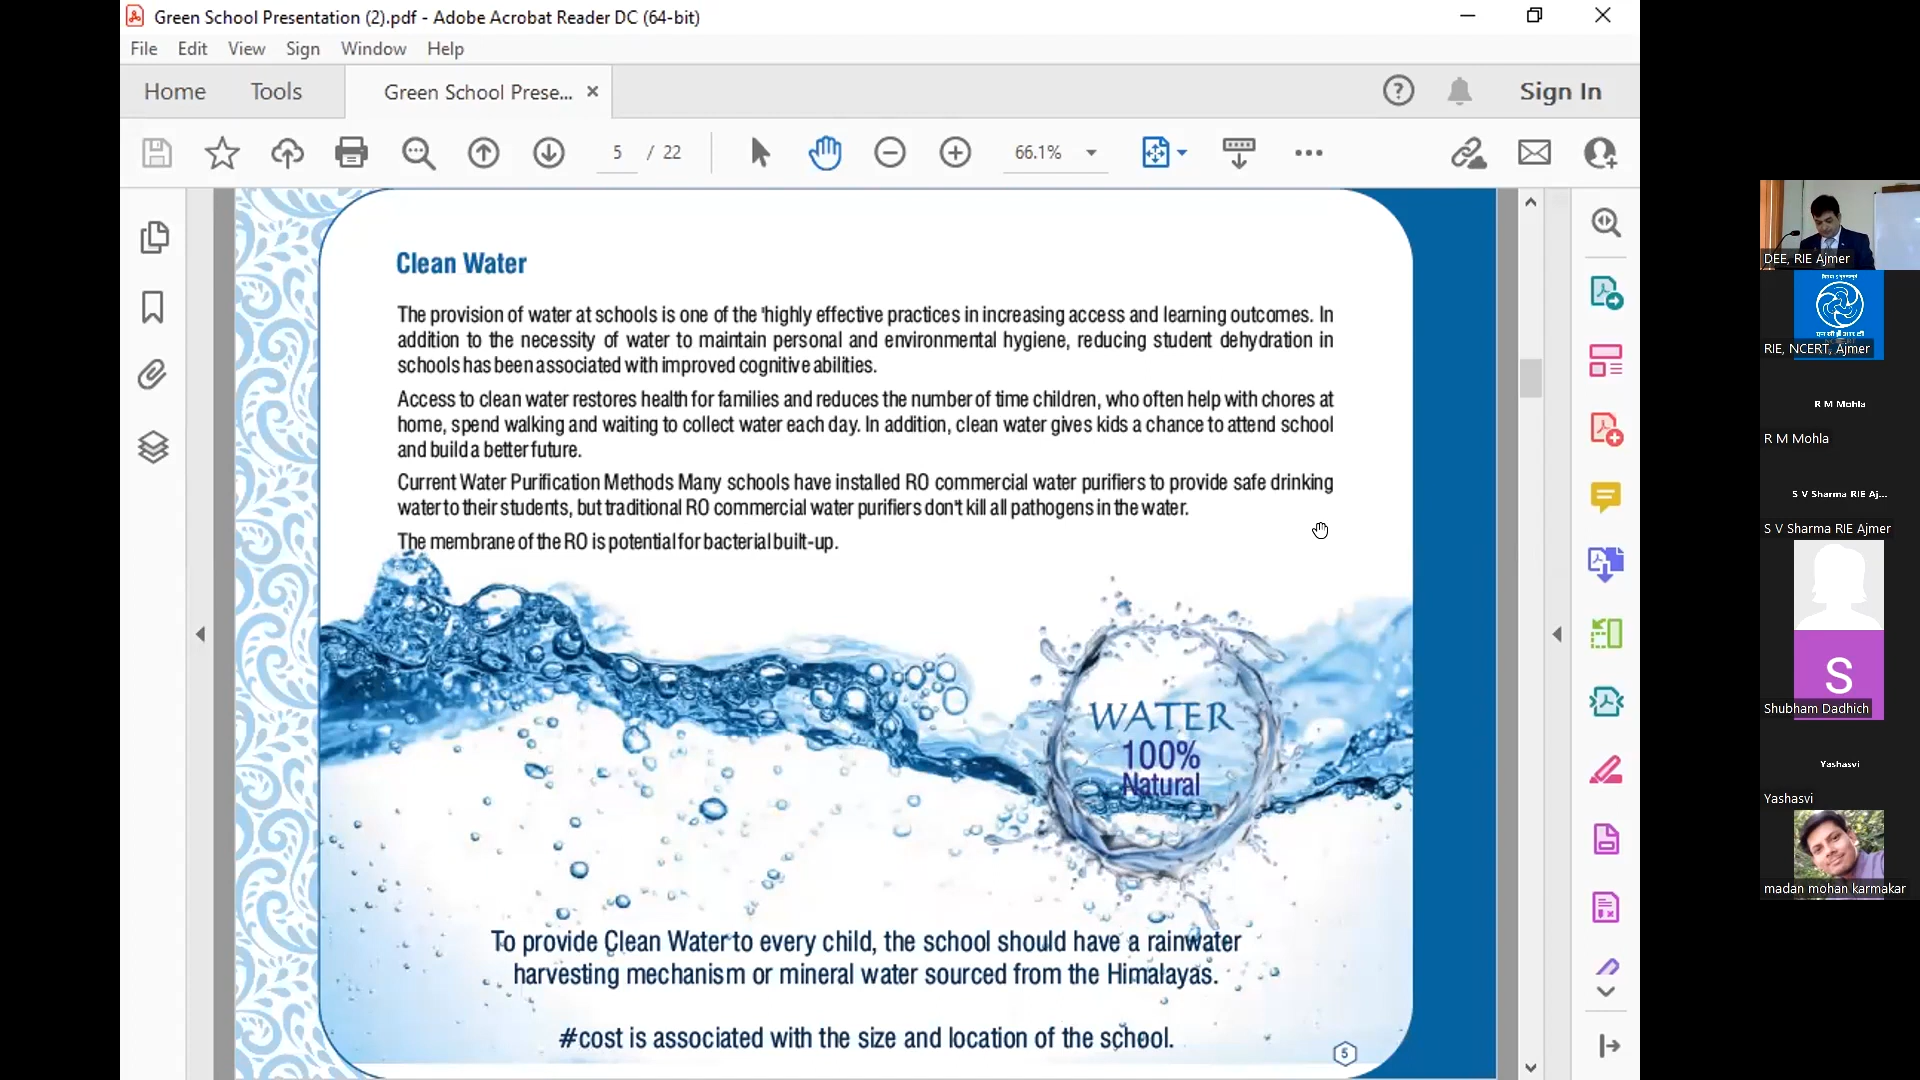 Green School Presentation (2).pdf - Adobe Acrobat Reader DC (64-bit)
File Edit View Sign Window Help
Home Tools Green School Prese... Sign In
5 / 22 66.1%
Clean Water
The provision of water at schools is one of the 'highly effective practices in increasing access and learning outcomes. In
addition to the necessity of water to maintain personal and environmental hygiene, reducing student dehydration in
schools has been associated with improved cognitive abilities.
Access to clean water restores health for families and reduces the number of time children, who often help with chores at
home, spend walking and waiting to collect water each day. In addition, clean water gives kids a chance to attend school
and build a better future.
Current Water Purification Methods Many schools have installed RO commercial water purifiers to provide safe drinking
water to their students, but traditional RO commercial water purifiers don't kill all pathogens in the water.
The membrane of the RO is potential for bacterial built-up.
WATER
100%
Natural
To provide Clean Water to every child, the school should have a rainwater
harvesting mechanism or mineral water sourced from the Himalayas.
#cost is associated with the size and location of the school.
5
DEE, RIE Ajmer
RIE, NCERT, Ajmer
R M Mohla
R M Mohla
S V Sharma RIE Aj...
S V Sharma RIE Ajmer
S
Shubham Dadhich
Yashasvi
Yashasvi
madan mohan karmakar